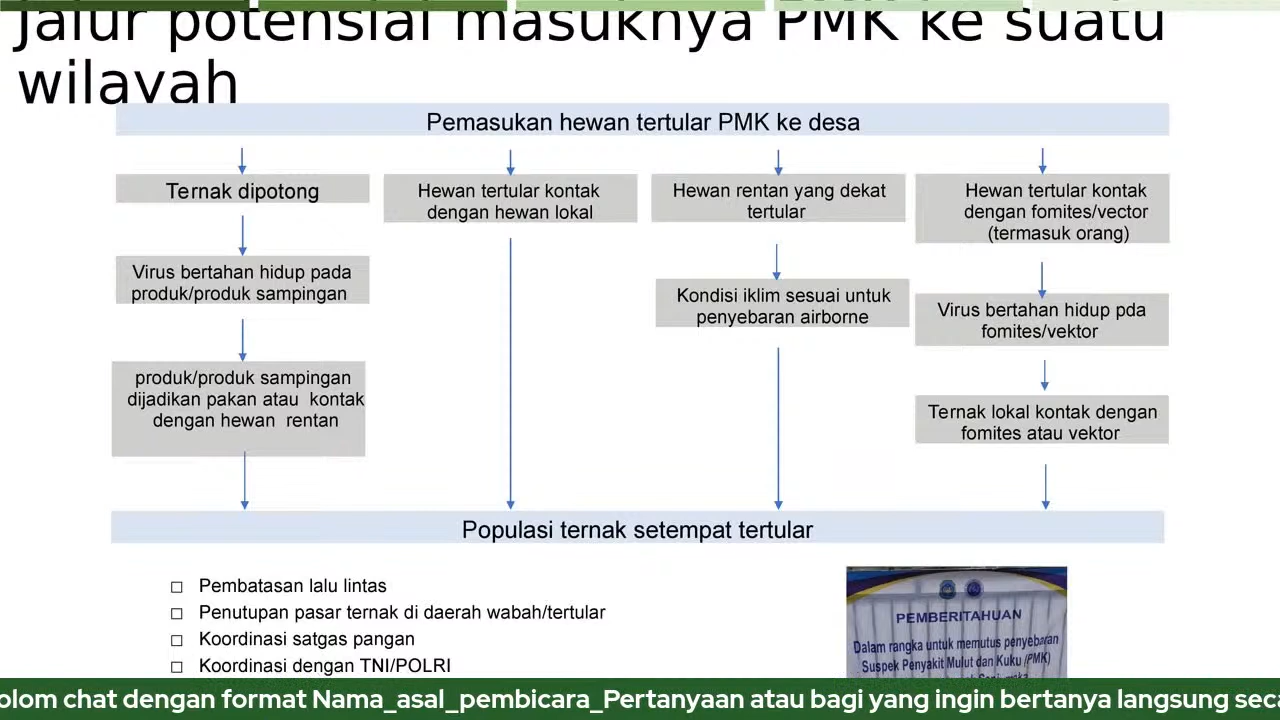 Jalur potensial masuknya PMK ke suatu
wilayah
Pemasukan hewan tertular PMK ke desa
Ternak dipotong
Virus bertahan hidup pada
produk/produk sampingan
produk/produk sampingan
dijadikan pakan atau kontak
dengan hewan rentan
Hewan tertular kontak
dengan hewan lokal
Hewan rentan yang dekat
tertular
Kondisi iklim sesuai untuk
penyebaran airborne
Hewan tertular kontak
dengan fomites/vector
(termasuk orang)
Virus bertahan hidup pda
fomites/vektor
Ternak lokal kontak dengan
fomites atau vektor
Populasi ternak setempat tertular
□ Pembatasan lalu lintas
□ Penutupan pasar ternak di daerah wabah/tertular
□ Koordinasi satgas pangan
□ Koordinasi dengan TNI/POLRI
PEMBERITAHUAN
Dalam rangka untuk memutus penyebaran
Suspek Penyakit Mulut dan Kuku (PMK)
olom chat dengan format Nama_asal_pembicara_Pertanyaan atau bagi yang ingin bertanya langsung seca